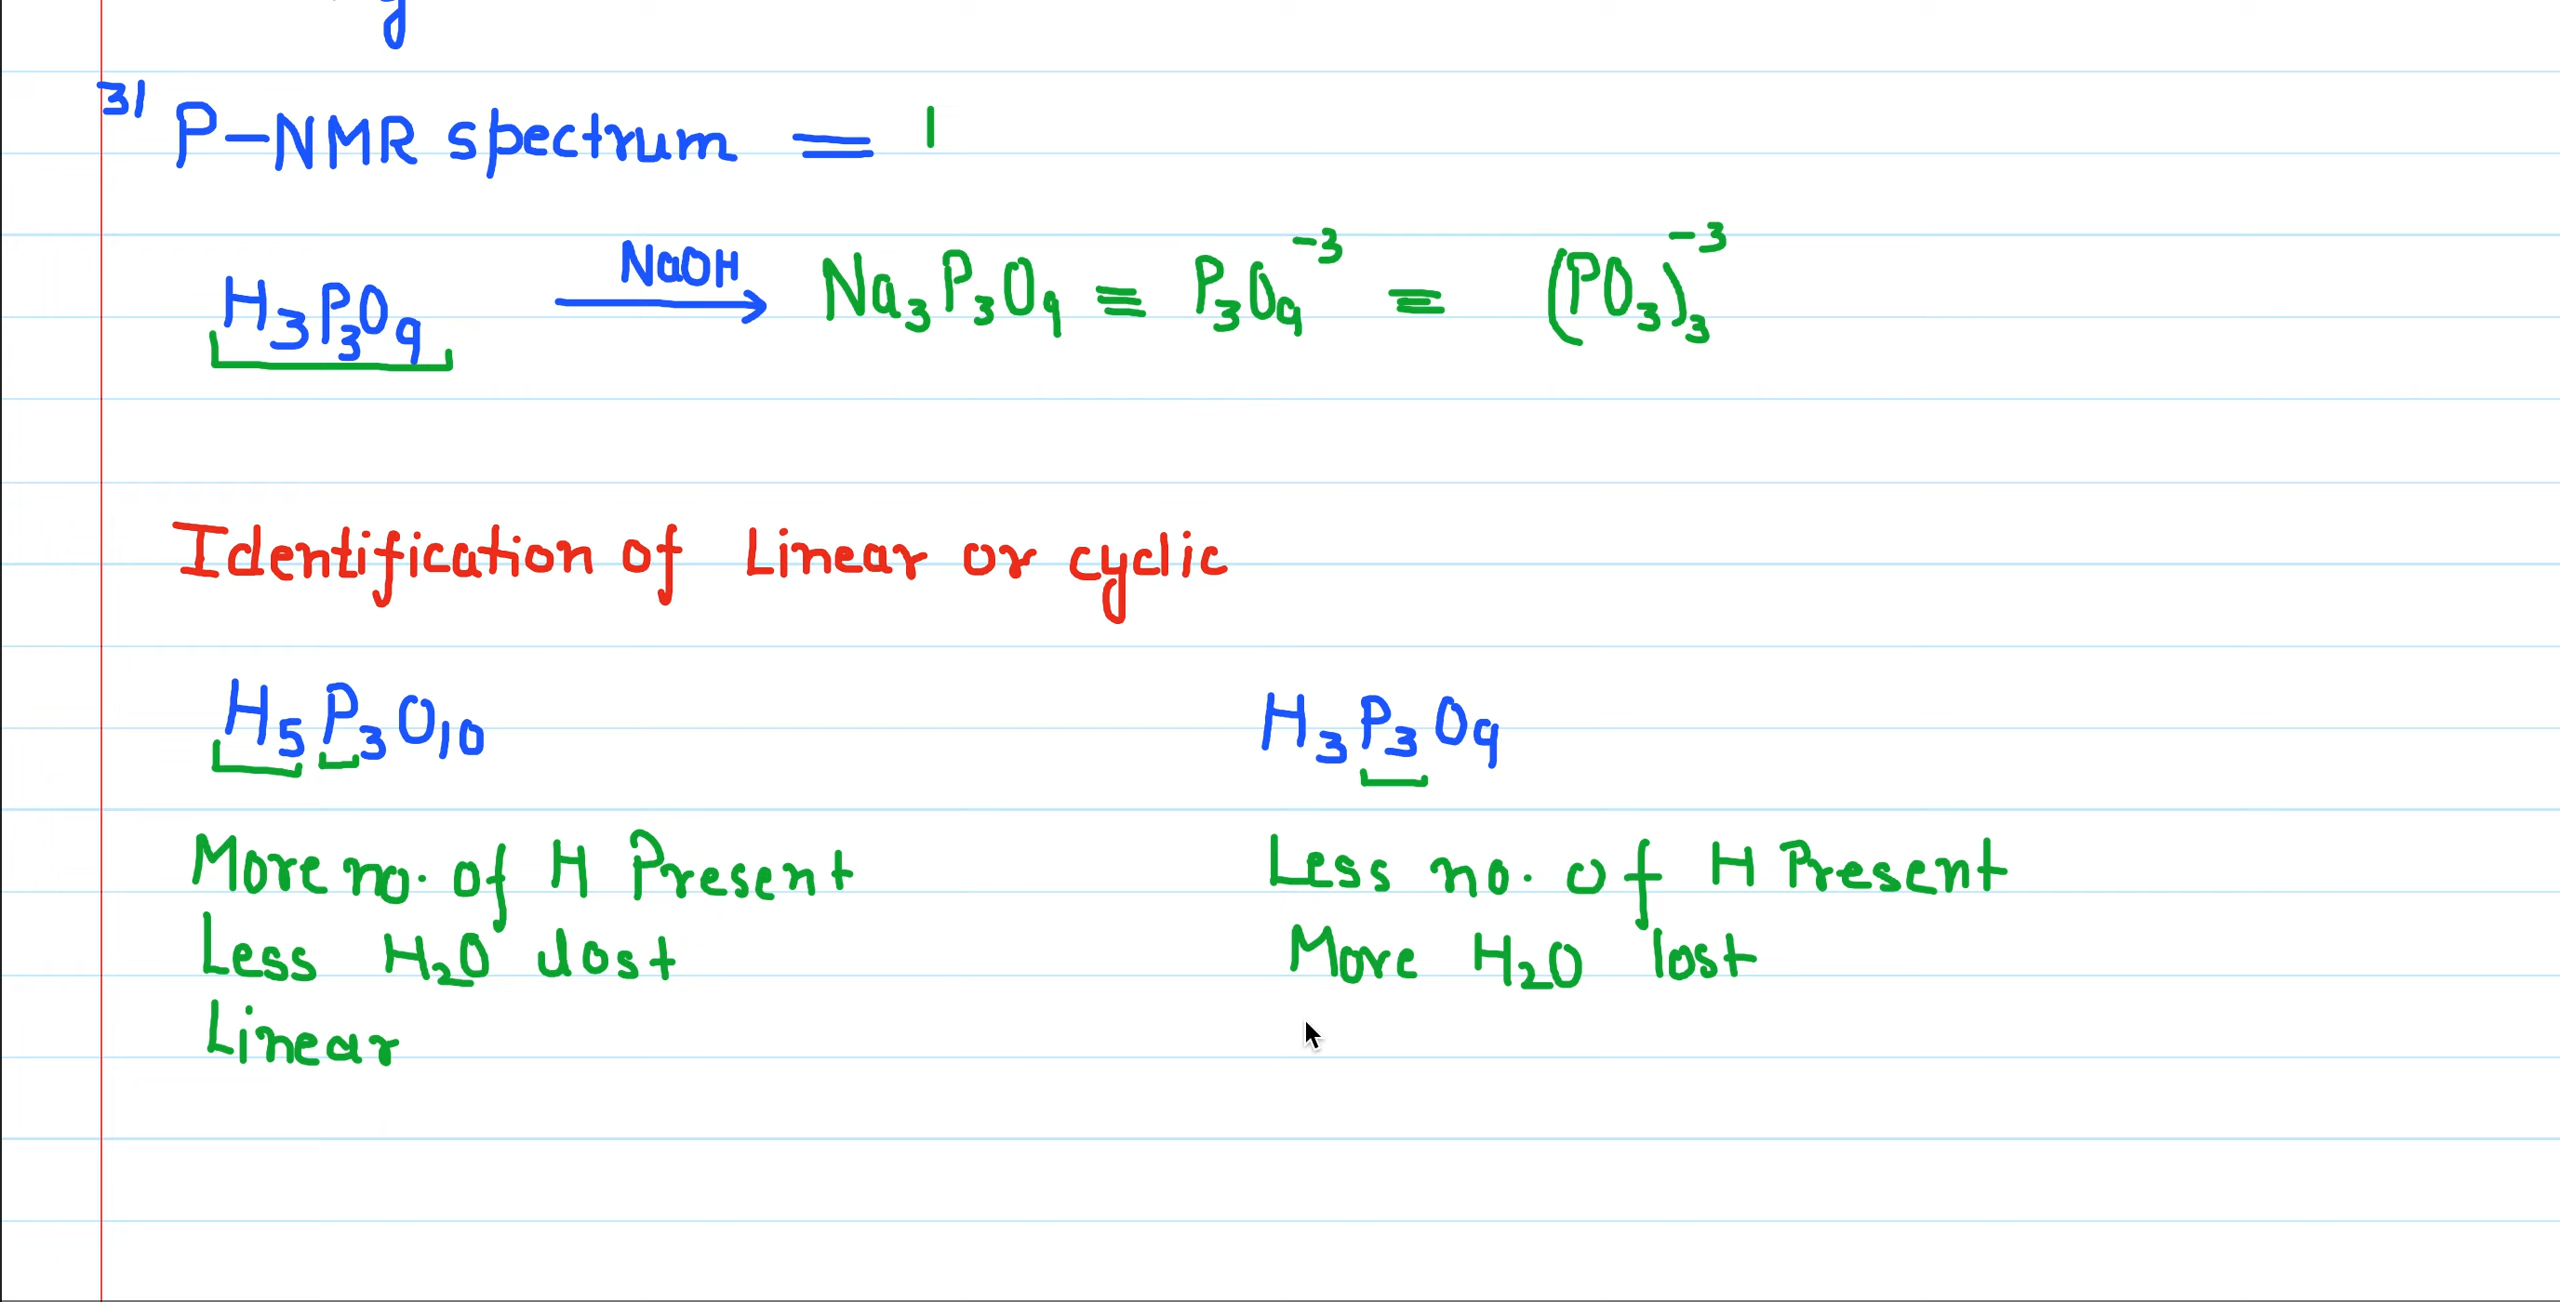 ³¹P-NMR spectrum = 1
H₃P₃O₉ NaOH → Na₃P₃O₉ ≡ P₃O₉⁻³ ≡ (PO₃)₃⁻³
Identification of Linear or cyclic
H₅P₃O₁₀ H₃P₃O₉
More no. of H Present Less no. of H Present
Less H₂O lost More H₂O lost
Linear